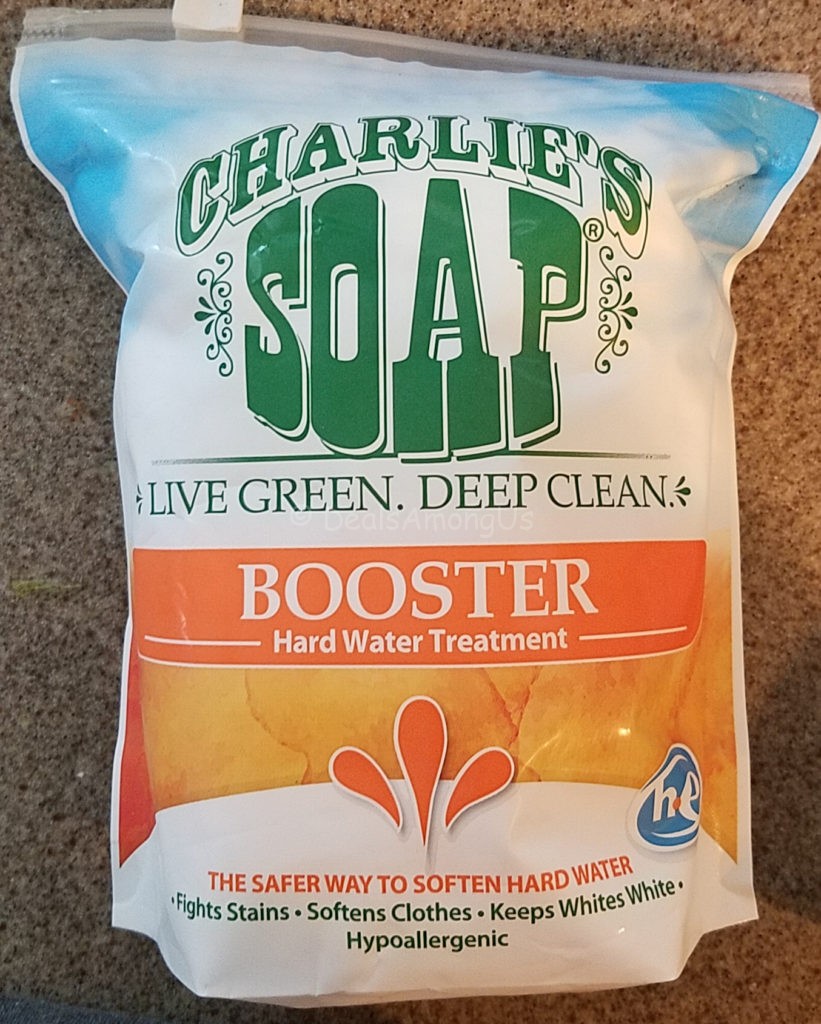 CHARLIE'S
SOAP®
LIVE GREEN. DEEP CLEAN.
© DealsAmongUs
BOOSTER
Hard Water Treatment
he
THE SAFER WAY TO SOFTEN HARD WATER
•Fights Stains • Softens Clothes • Keeps Whites White•
Hypoallergenic